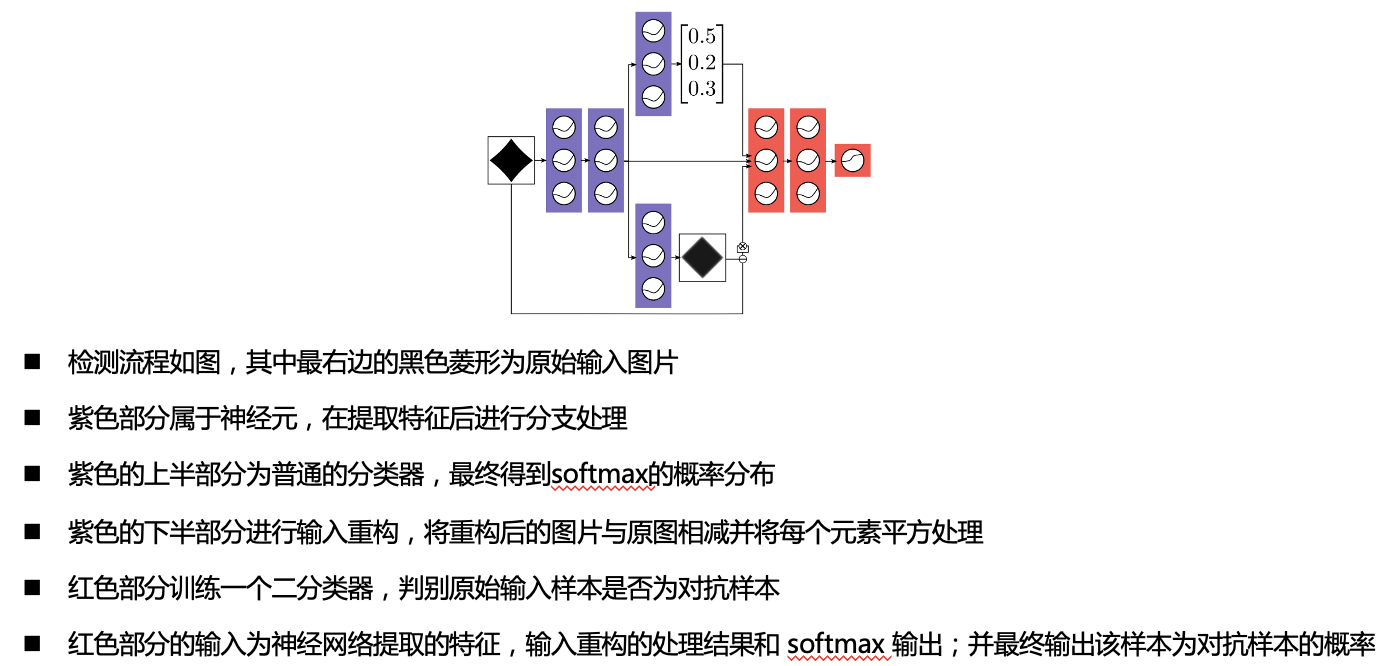 0.5
0.2
0.3
检测流程如图，其中最右边的黑色菱形为原始输入图片
紫色部分属于神经元，在提取特征后进行分支处理
紫色的上半部分为普通的分类器，最终得到softmax的概率分布
紫色的下半部分进行输入重构，将重构后的图片与原图相减并将每个元素平方处理
红色部分训练一个二分类器，判别原始输入样本是否为对抗样本
红色部分的输入为神经网络提取的特征，输入重构的处理结果和 softmax 输出；并最终输出该样本为对抗样本的概率